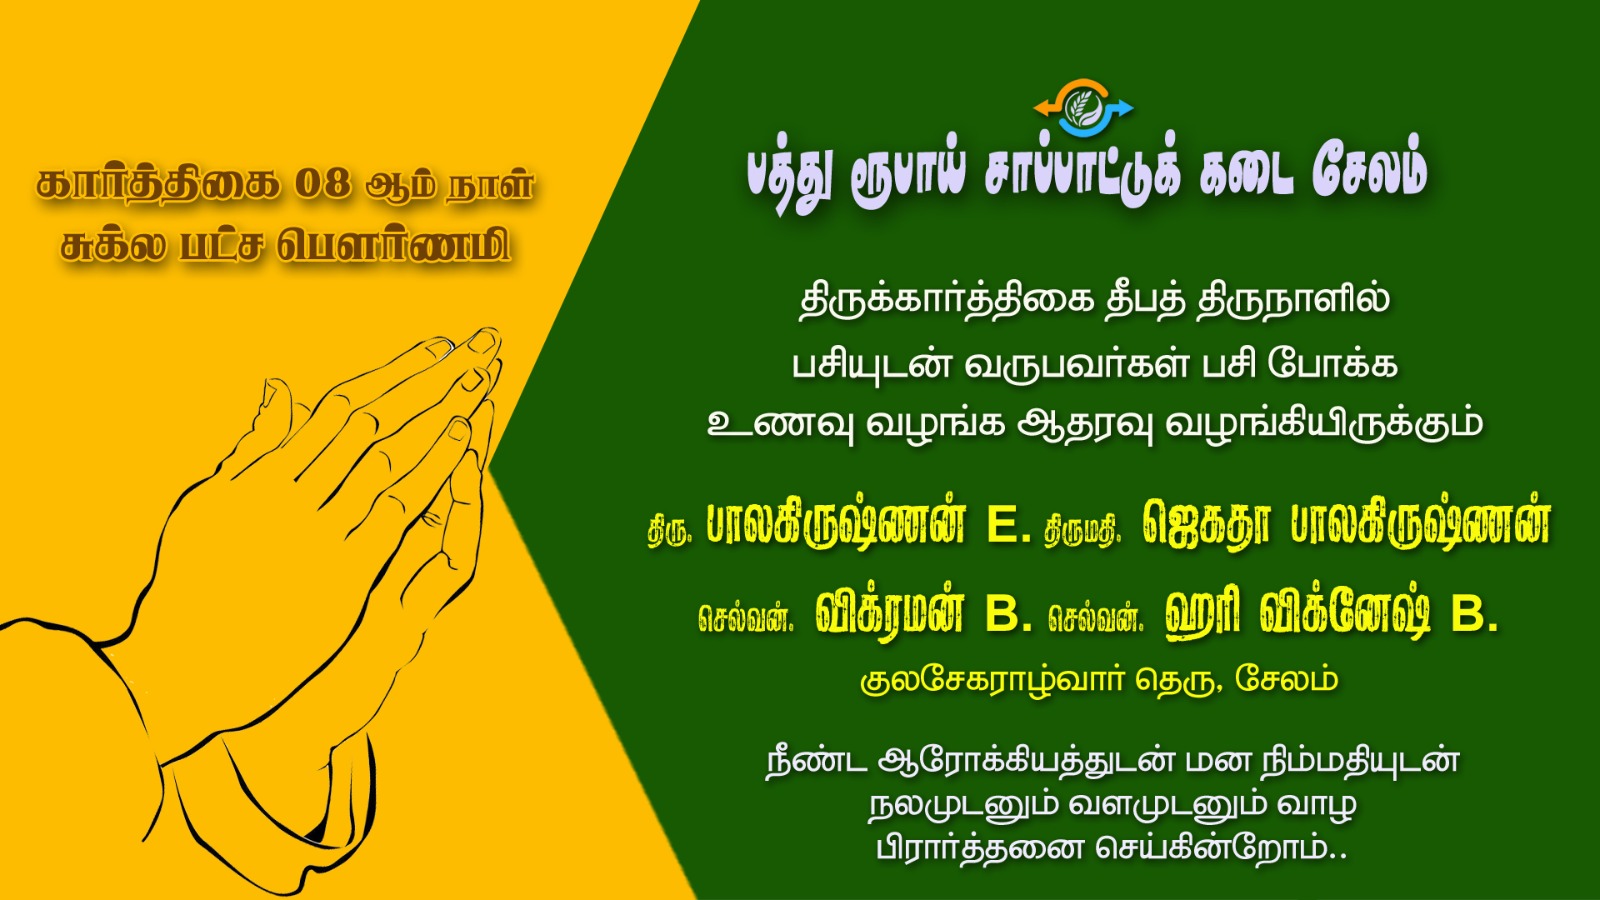 கார்த்திகை 08 ஆம் நாள்
சுக்ல பட்ச பௌர்ணமி
பத்து ரூபாய் சாப்பாட்டுக் கடை சேலம்
திருக்கார்த்திகை தீபத் திருநாளில்
பசியுடன் வருபவர்கள் பசி போக்க
உணவு வழங்க ஆதரவு வழங்கியிருக்கும்
திரு. பாலகிருஷ்ணன் E. திருமதி. ஜெகதா பாலகிருஷ்ணன்
செல்வன். விக்ரமன் B. செல்வன். ஹரி விக்னேஷ் B.
குலசேகராழ்வார் தெரு, சேலம்
நீண்ட ஆரோக்கியத்துடன் மன நிம்மதியுடன்
நலமுடனும் வளமுடனும் வாழ
பிரார்த்தனை செய்கின்றோம்..